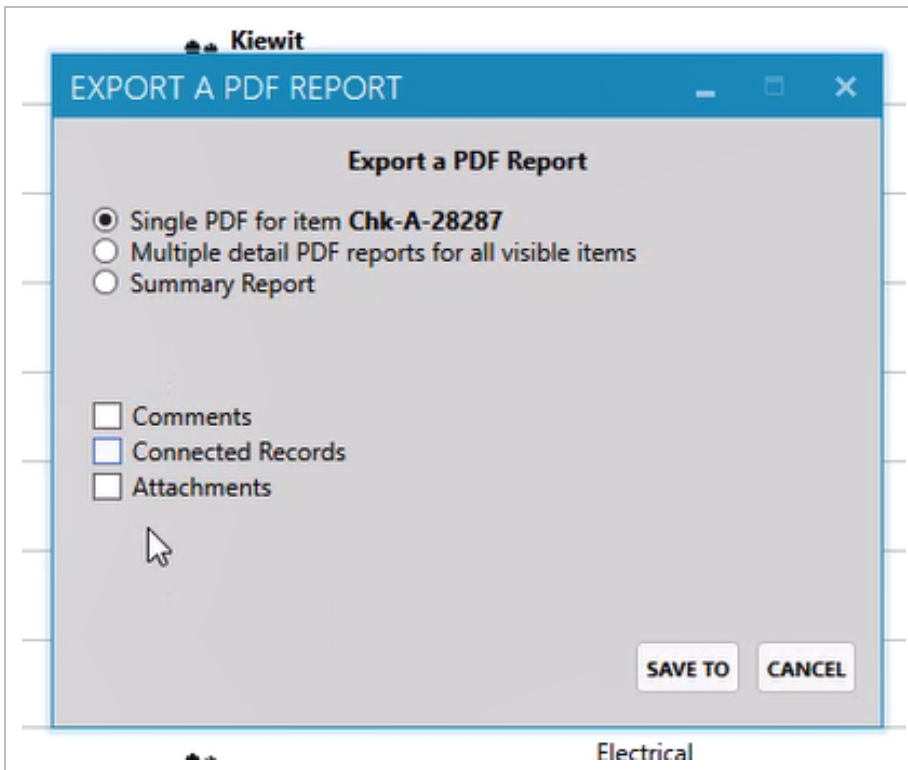 Kiewit
EXPORT A PDF REPORT
Export a PDF Report
Single PDF for item Chk-A-28287
Multiple detail PDF reports for all visible items
Summary Report
Comments
Connected Records
Attachments
SAVE TO CANCEL
Electrical